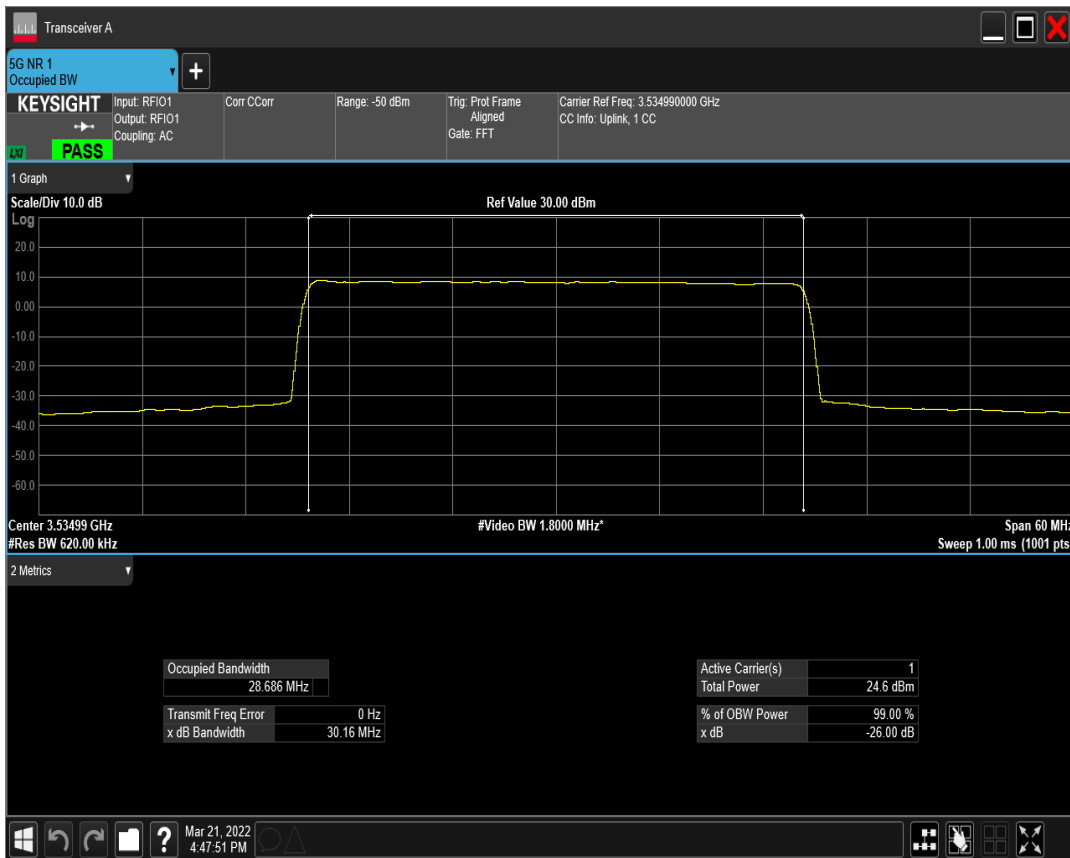 Transceiver A
5G NR 1
Occupied BW
+
KEYSIGHT
LXI
PASS
Input: RFIO1
Output: RFIO1
Coupling: AC
Corr CCorr
Range: -50 dBm
Trig: Prot Frame
Aligned
Gate: FFT
Carrier Ref Freq: 3.534990000 GHz
CC Info: Uplink, 1 CC
1 Graph
Scale/Div 10.0 dB
Ref Value 30.00 dBm
Log
20.0
10.0
0.00
-10.0
-20.0
-30.0
-40.0
-50.0
-60.0
Center 3.53499 GHz
#Video BW 1.8000 MHz*
Span 60 MHz
#Res BW 620.00 kHz
Sweep 1.00 ms (1001 pts
2 Metrics
Occupied Bandwidth
28.686 MHz
Transmit Freq Error 0 Hz
x dB Bandwidth 30.16 MHz
Active Carrier(s) 1
Total Power 24.6 dBm
% of OBW Power 99.00 %
x dB -26.00 dB
?
Mar 21, 2022
4:47:51 PM